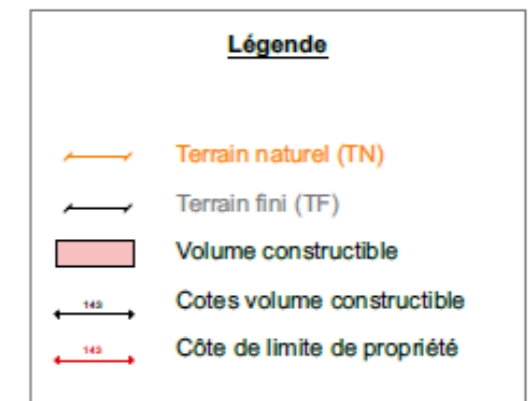 Légende
Terrain naturel (TN)
Terrain fini (TF)
Volume constructible
143 Cotes volume constructible
143 Côte de limite de propriété